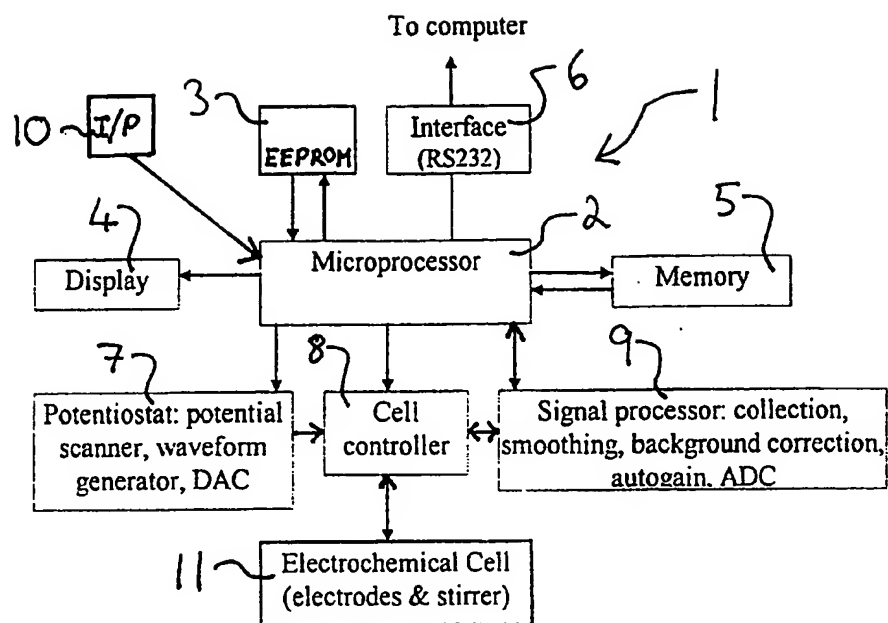 To computer
6
3
1
10
I/P
Interface
(RS232)
EEPROM
4
2
5
Microprocessor
Display
Memory
7
8
9
Potentiostat: potential
scanner, waveform
generator, DAC
Cell
controller
Signal processor: collection,
smoothing, background correction,
autogain, ADC
11
Electrochemical Cell
(electrodes & stirrer)